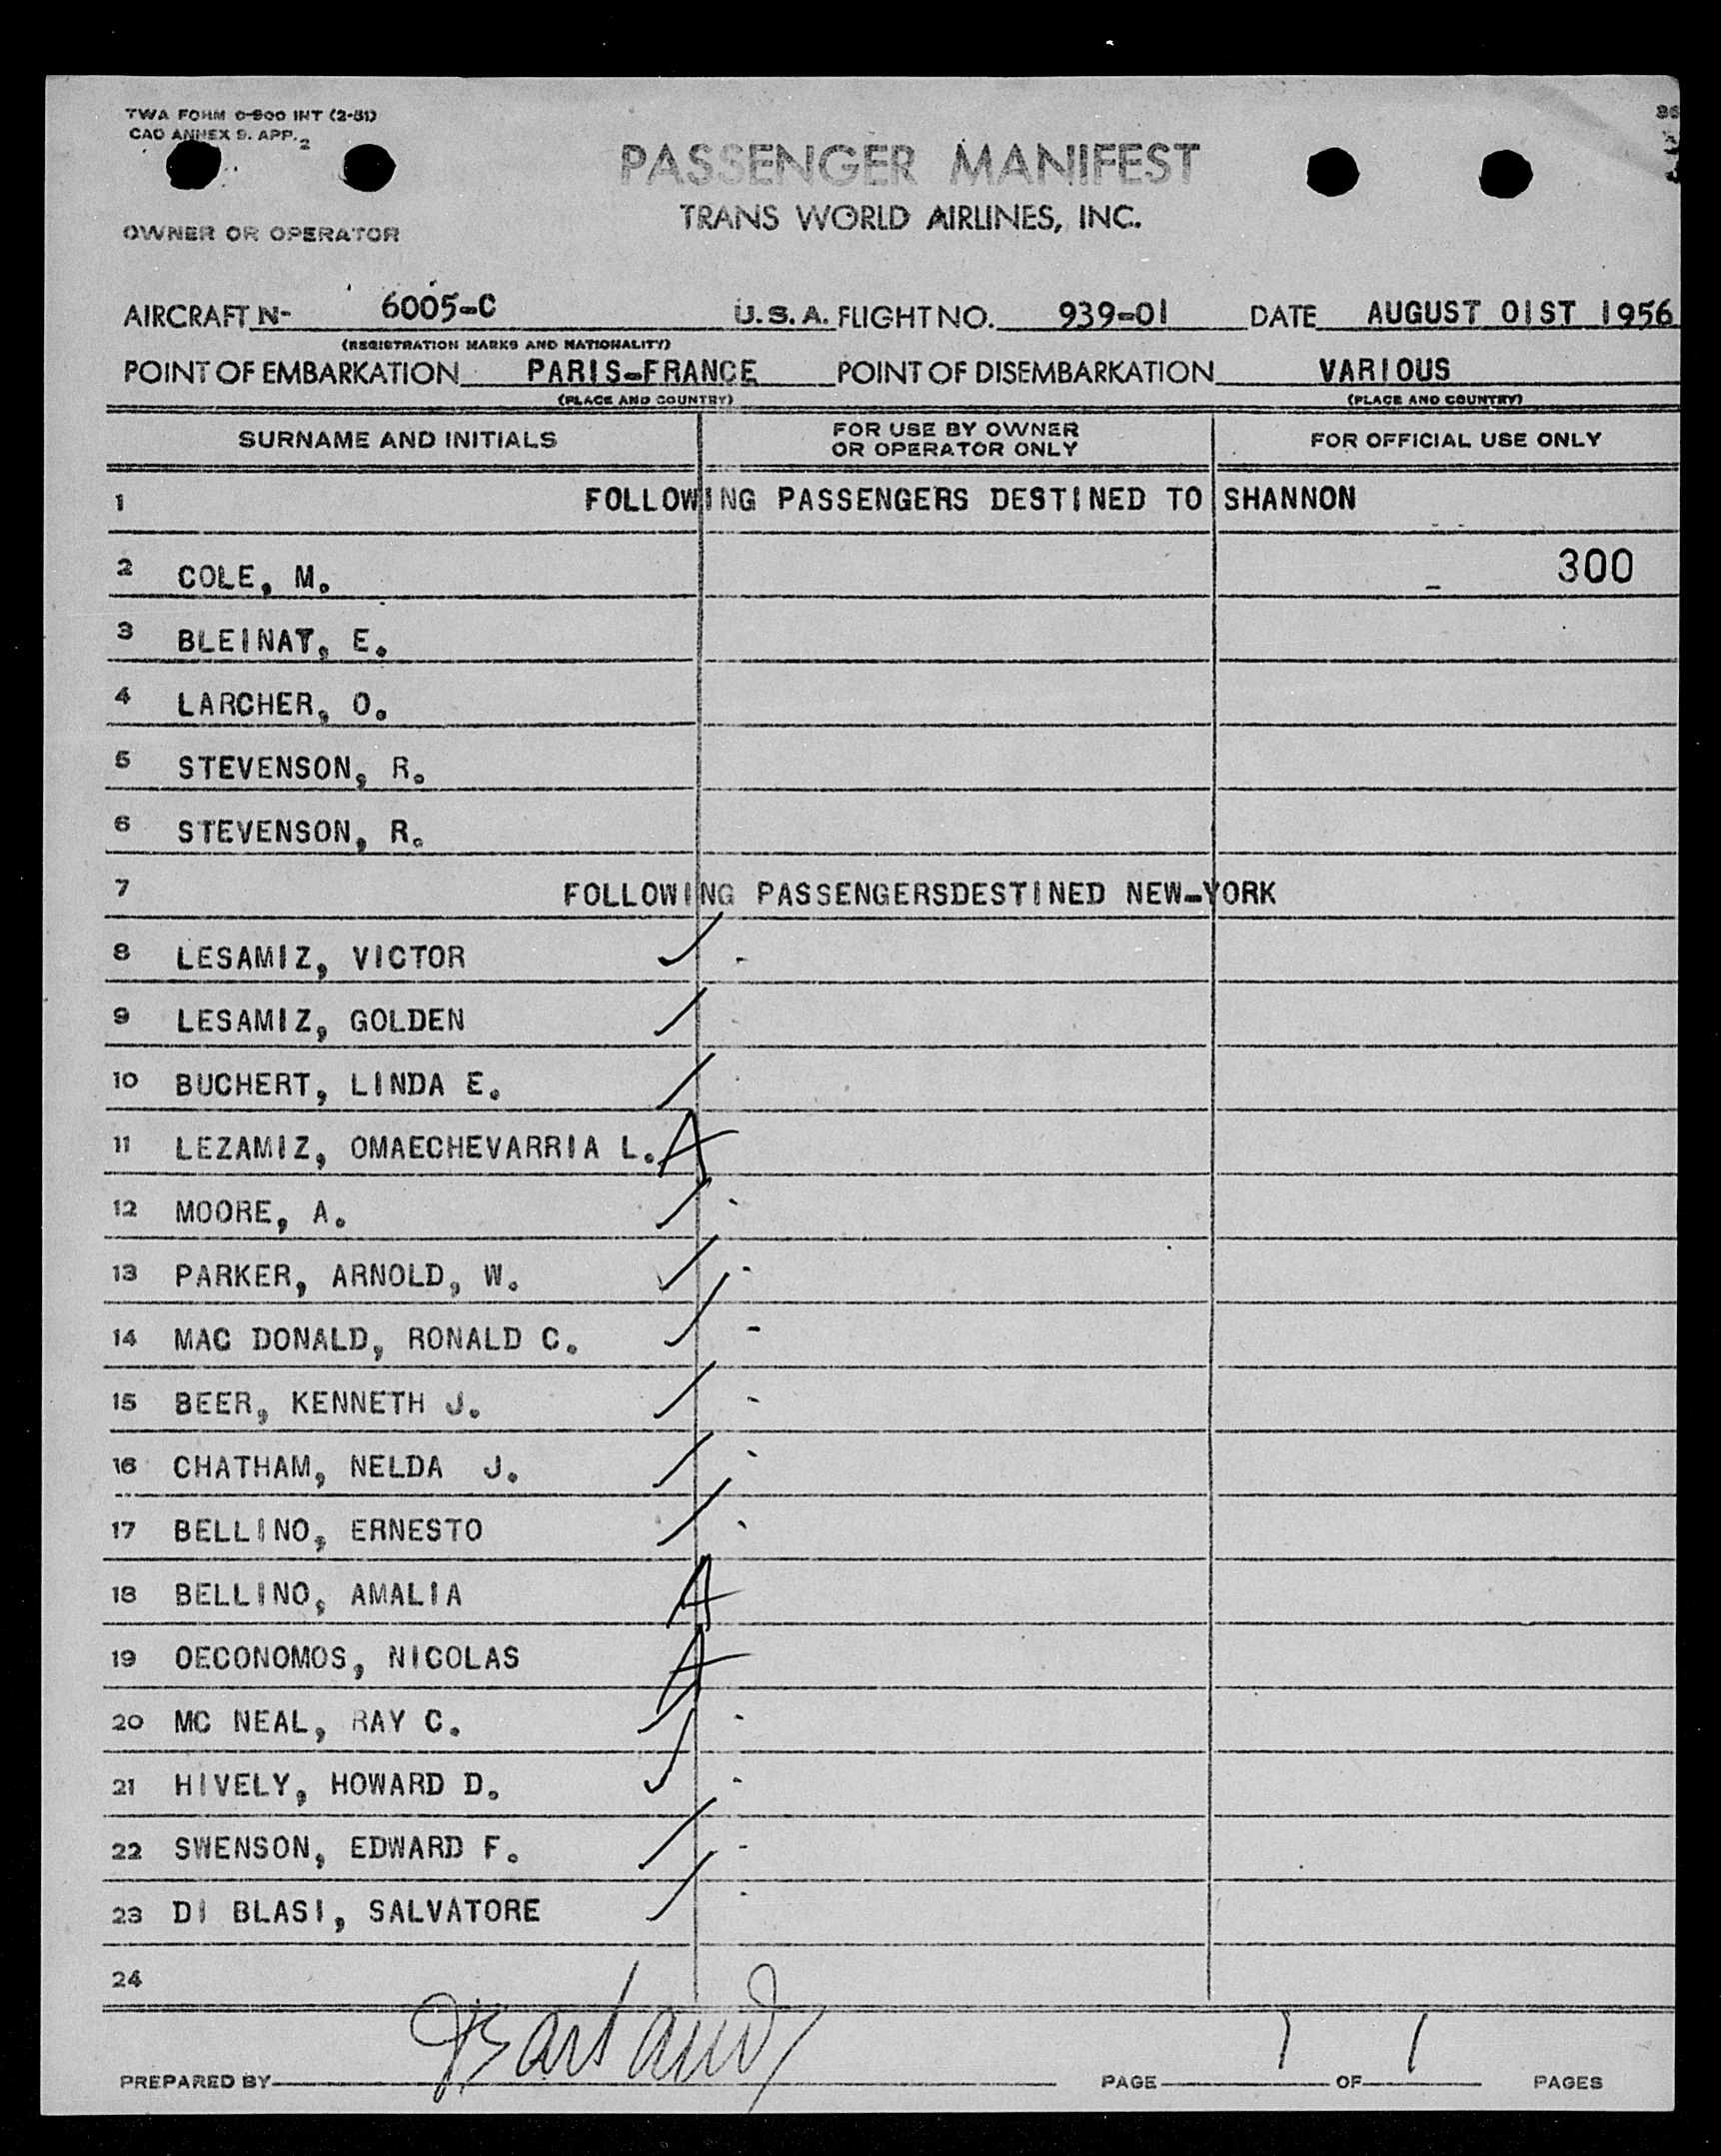 TWA FORM 0-800 INT (2-51)
CAO ANNEX 9. APP. 2
PASSENGER MANIFEST
TRANS WORLD AIRLINES, INC.
OWNER OR OPERATOR
AIRCRAFT N- 6005-C U.S.A. FLIGHT NO. 939-01 DATE AUGUST 01ST 1956
(REGISTRATION MARKS AND NATIONALITY)
POINT OF EMBARKATION PARIS-FRANCE POINT OF DISEMBARKATION VARIOUS
(PLACE AND COUNTRY) (PLACE AND COUNTRY)
SURNAME AND INITIALS FOR USE BY OWNER OR OPERATOR ONLY FOR OFFICIAL USE ONLY
1 FOLLOWING PASSENGERS DESTINED TO SHANNON
2 COLE, M. 300
3 BLEINAT, E.
4 LARCHER, O.
5 STEVENSON, R.
6 STEVENSON, R.
7 FOLLOWING PASSENGERSDESTINED NEW-YORK
8 LESAMIZ, VICTOR
9 LESAMIZ, GOLDEN
10 BUCHERT, LINDA E.
11 LEZAMIZ, OMAECHEVARRIA L. A
12 MOORE, A.
13 PARKER, ARNOLD, W.
14 MAC DONALD, RONALD C.
15 BEER, KENNETH J.
16 CHATHAM, NELDA J.
17 BELLINO, ERNESTO
18 BELLINO, AMALIA A
19 OECONOMOS, NICOLAS A
20 MC NEAL, RAY C.
21 HIVELY, HOWARD D.
22 SWENSON, EDWARD F.
23 DI BLASI, SALVATORE
24
PREPARED BY PAGE 1 OF 1 PAGES